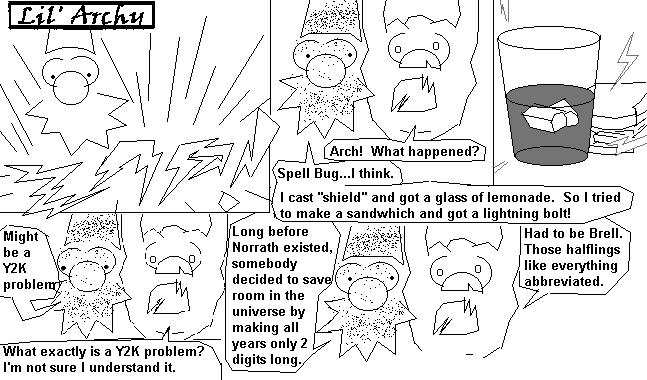 Lil' Archy
Arch!  What happened?
Spell Bug...I think.
I cast "shield" and got a glass of lemonade.  So I tried
to make a sandwhich and got a lightning bolt!
Might
be a
Y2K
problem
What exactly is a Y2K problem?
I'm not sure I understand it.
Long before
Norrath existed,
somebody
decided to save
room in the
universe by
making all
years only 2
digits long.
Had to be Brell.
Those halflings
like everything
abbreviated.